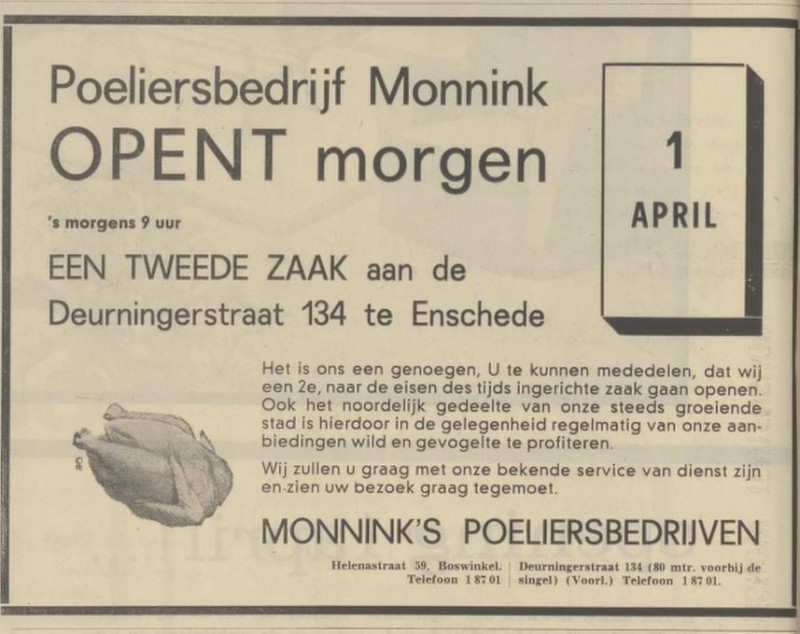 Poeliersbedrijf Monnink
OPENT morgen
's morgens 9 uur
EEN TWEEDE ZAAK aan de
Deurningerstraat 134 te Enschede
1
APRIL
Het is ons een genoegen, U te kunnen mededelen, dat wij
een 2e, naar de eisen des tijds ingerichte zaak gaan openen.
Ook het noordelijk gedeelte van onze steeds groeiende
stad is hierdoor in de gelegenheid regelmatig van onze aan-
biedingen wild en gevogelte te profiteren.
Wij zullen u graag met onze bekende service van dienst zijn
en zien uw bezoek graag tegemoet.
MONNINK'S POELIERSBEDRIJVEN
Helenastraat 59, Boswinkel.
Telefoon 1 87 01
Deurningerstraat 134 (80 mtr. voorbij de
singel) (Voorl.) Telefoon 1 87 01.